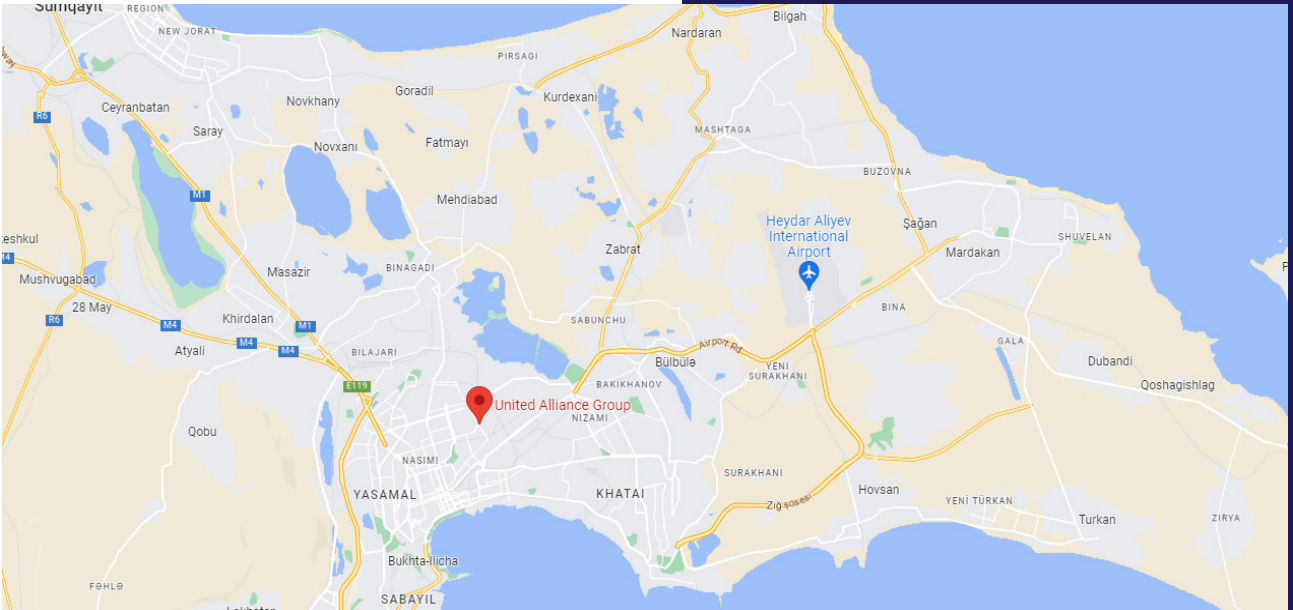 Sumqayıt
REGION
NEW JORAT
Bilgah
Nardaran
PIRSAGI
Goradil
Kurdexani
Novkhany
Ceyranbatan
R6
Saray
MASHTAGA
Fatmayı
Novxanı
BUZOVNA
M1
Mehdiabad
Heydar Aliyev
International
Airport
Şağan
SHUVELAN
eshkul
Zabrat
Mardakan
M4
Masazir
BINAGADI
Mushvugabad
28 May
BINA
R6
M4
Khirdalan
M1
SABUNCHU
M4
M4
Atyali
BILAJARI
Airport Rd
GALA
Bülbülə
YENI
SURAKHANI
Dubandi
E119
BAKIKHANOV
Qoshagishlag
United Alliance Group
NIZAMI
Qobu
NASIMI
SURAKHANI
YASAMAL
KHATAI
Hovsan
YENİ TÜRKAN
Zığ şosesi
Turkan
ZIRYA
Bukhta-Ilicha
FƏHLƏ
SABAYIL